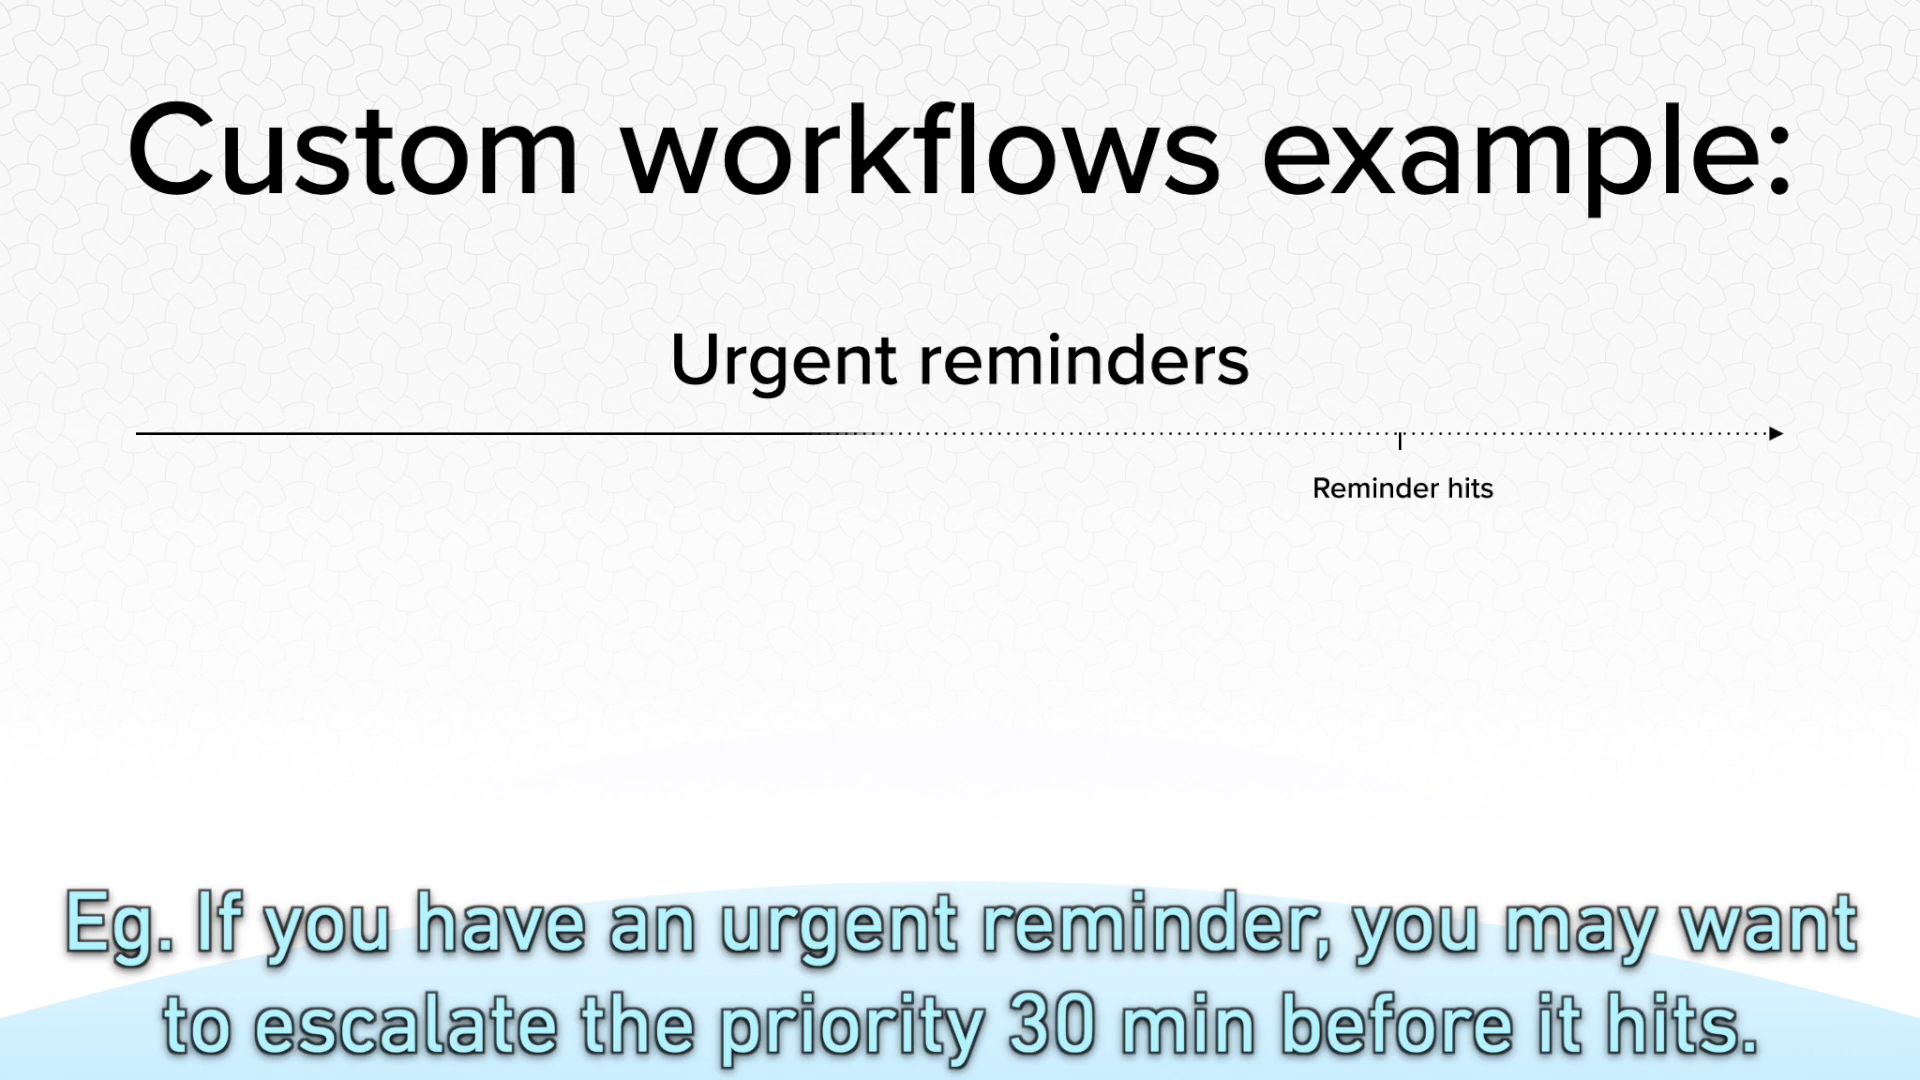 Custom workflows example:
Urgent reminders
Reminder hits
Eg. If you have an urgent reminder, you may want
to escalate the priority 30 min before it hits.